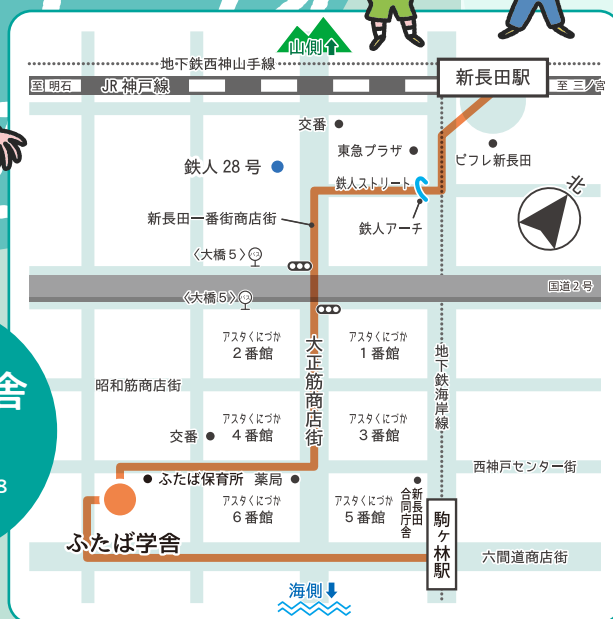 山側↑
地下鉄西神山手線
新長田駅
至 明石
JR 神戸線
至 三ノ宮
交番
東急プラザ
ピフレ新長田
鉄人 28 号
鉄人ストリート
北
新長田一番街商店街
鉄人アーチ
〈大橋5〉
バス
国道2号
〈大橋5〉
バス
アスタくにづか
2番館
大正筋商店街
アスタくにづか
1番館
地下鉄海岸線
舎
昭和筋商店街
アスタくにづか
4番館
アスタくにづか
3番館
交番
西神戸センター街
8
ふたば保育所
薬局
アスタくにづか
6番館
アスタくにづか
5番館
新長田
合同庁舎
駒ヶ林駅
ふたば学舎
六間道商店街
海側↓